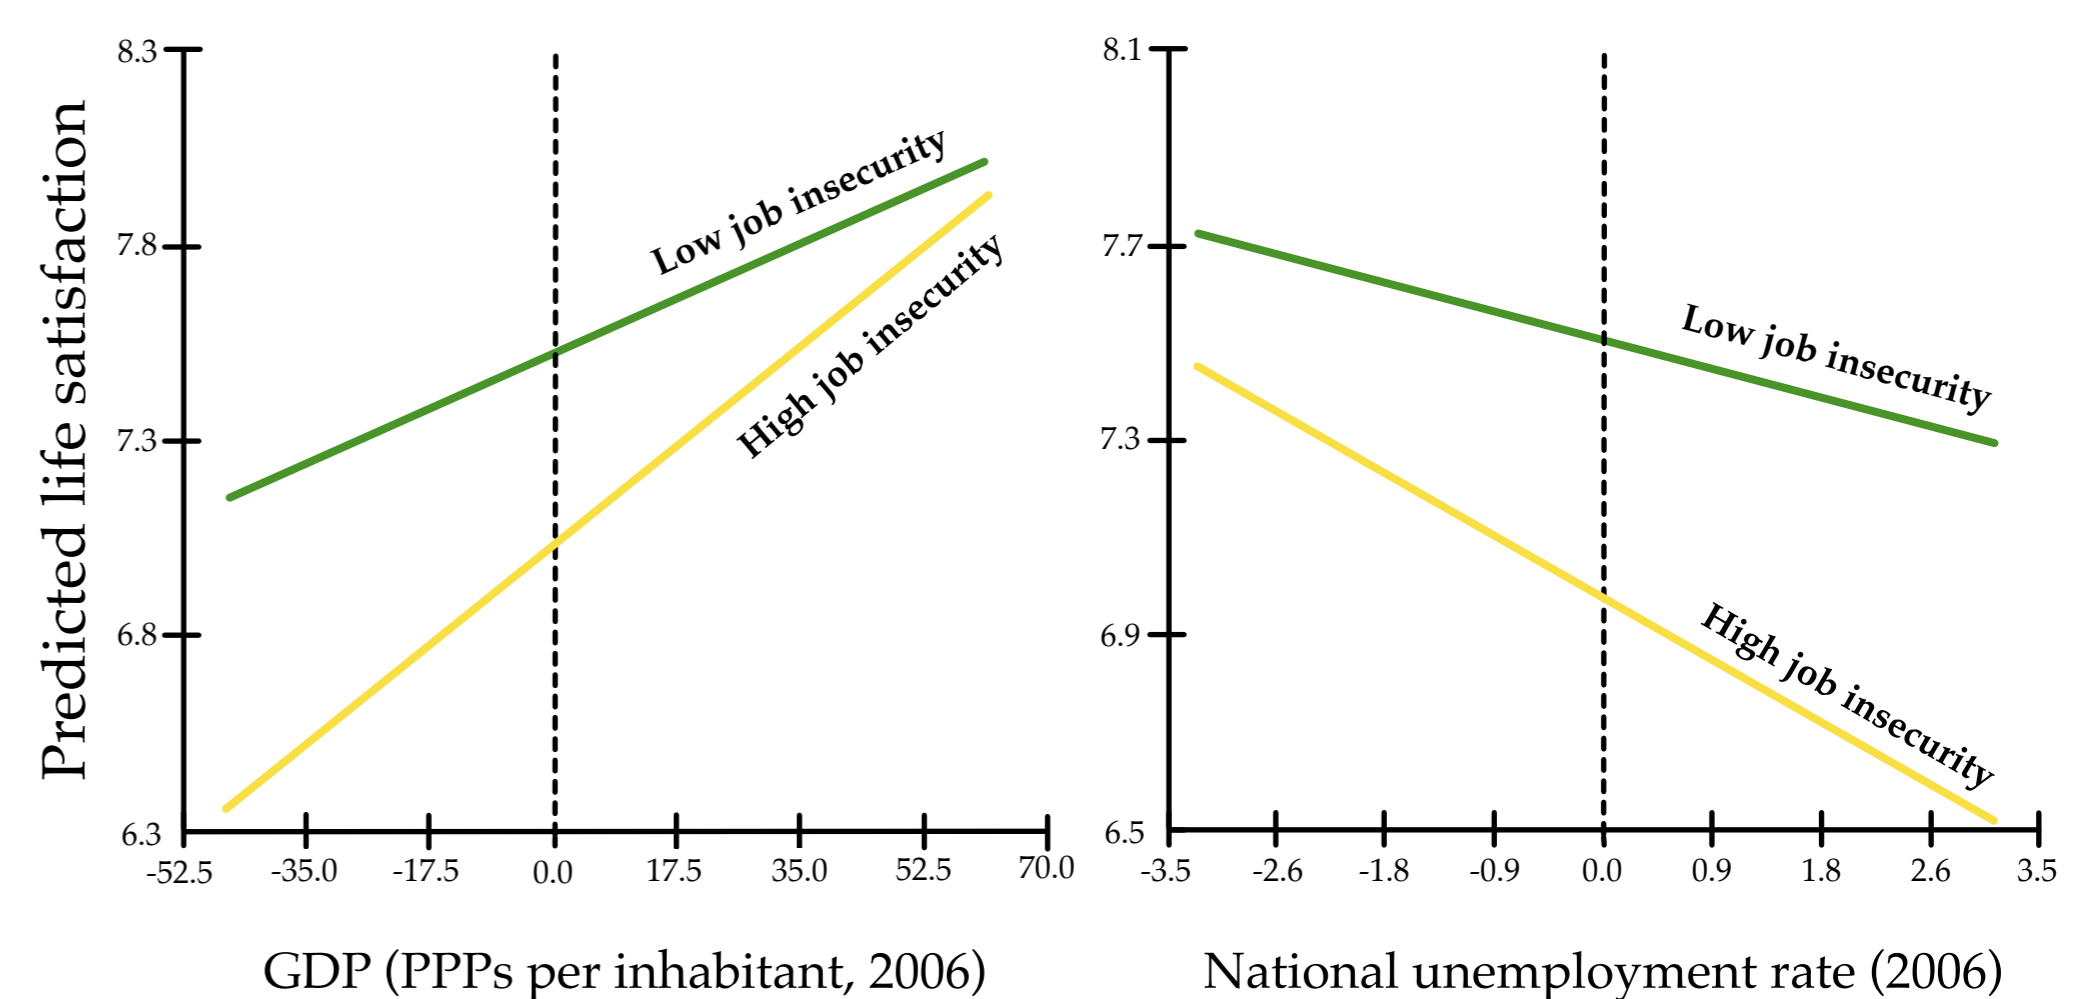 Predicted life satisfaction
8.3
7.8
7.3
6.8
6.3
Low job insecurity
High job insecurity
-52.5 -35.0 -17.5 0.0 17.5 35.0 52.5 70.0
GDP (PPPs per inhabitant, 2006)
8.1
7.7
7.3
6.9
6.5
Low job insecurity
High job insecurity
-3.5 -2.6 -1.8 -0.9 0.0 0.9 1.8 2.6 3.5
National unemployment rate (2006)